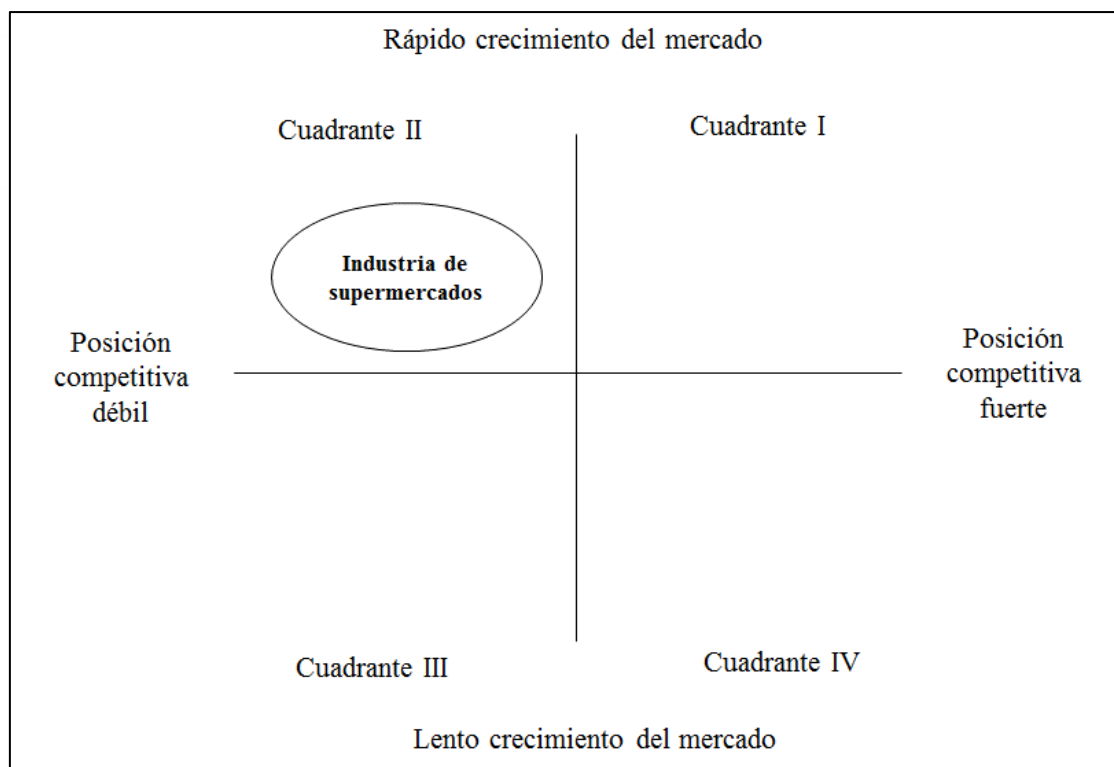 Rápido crecimiento del mercado
Cuadrante II
Cuadrante I
Industria de
supermercados
Posición
competitiva
débil
Posición
competitiva
fuerte
Cuadrante III
Cuadrante IV
Lento crecimiento del mercado